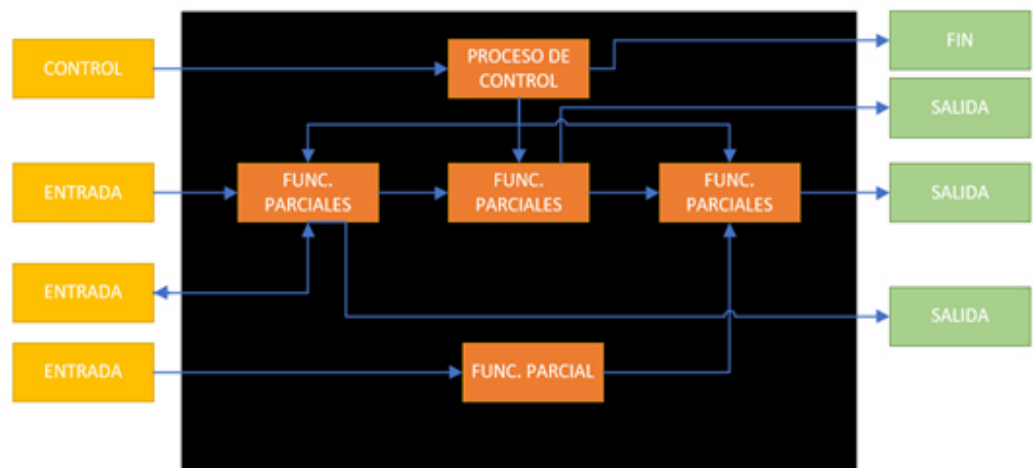 CONTROL
PROCESO DE
CONTROL
FIN
SALIDA
ENTRADA
FUNC.
PARCIALES
FUNC.
PARCIALES
FUNC.
PARCIALES
SALIDA
ENTRADA
SALIDA
ENTRADA
FUNC. PARCIAL